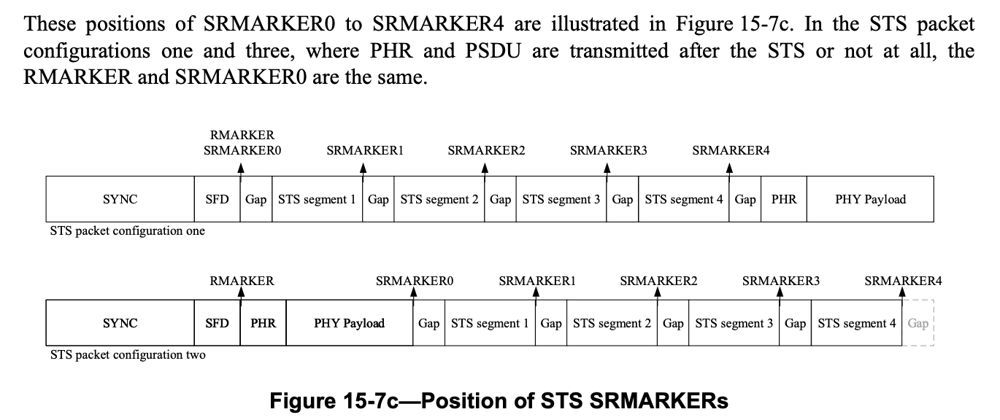 These positions of SRMARKER0 to SRMARKER4 are illustrated in Figure 15-7c. In the STS packet
configurations one and three, where PHR and PSDU are transmitted after the STS or not at all, the
RMARKER and SRMARKER0 are the same.
RMARKER
SRMARKER0 SRMARKER1 SRMARKER2 SRMARKER3 SRMARKER4
SYNC SFD Gap STS segment 1 Gap STS segment 2 Gap STS segment 3 Gap STS segment 4 Gap PHR PHY Payload
STS packet configuration one
RMARKER SRMARKER0 SRMARKER1 SRMARKER2 SRMARKER3 SRMARKER4
SYNC SFD PHR PHY Payload Gap STS segment 1 Gap STS segment 2 Gap STS segment 3 Gap STS segment 4 Gap
STS packet configuration two
Figure 15-7c—Position of STS SRMARKERs